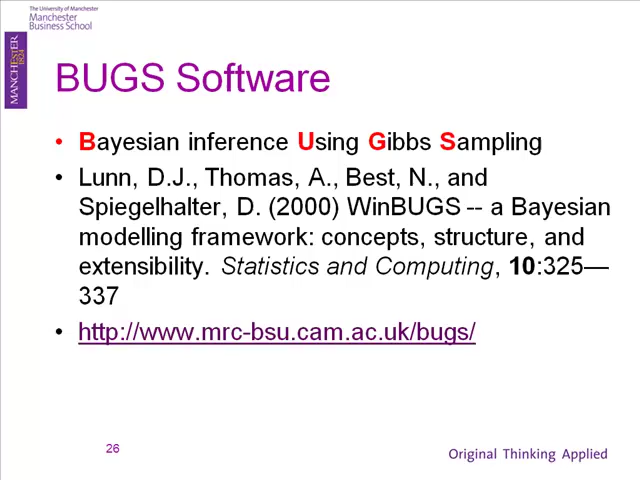 The University of Manchester
Manchester
Business School
MANCHESTER
1824
BUGS Software
• Bayesian inference Using Gibbs Sampling
• Lunn, D.J., Thomas, A., Best, N., and
Spiegelhalter, D. (2000) WinBUGS -- a Bayesian
modelling framework: concepts, structure, and
extensibility. Statistics and Computing, 10:325—
337
• http://www.mrc-bsu.cam.ac.uk/bugs/
26
Original Thinking Applied